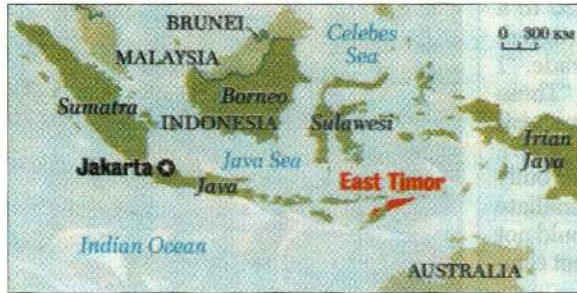 BRUNEI
Celebes
Sea
0 300 KM
MALAYSIA
Sumatra
Borneo
INDONESIA
Sulawesi
Irian
Jaya
Jakarta
Java Sea
Java
East Timor
Indian Ocean
AUSTRALIA